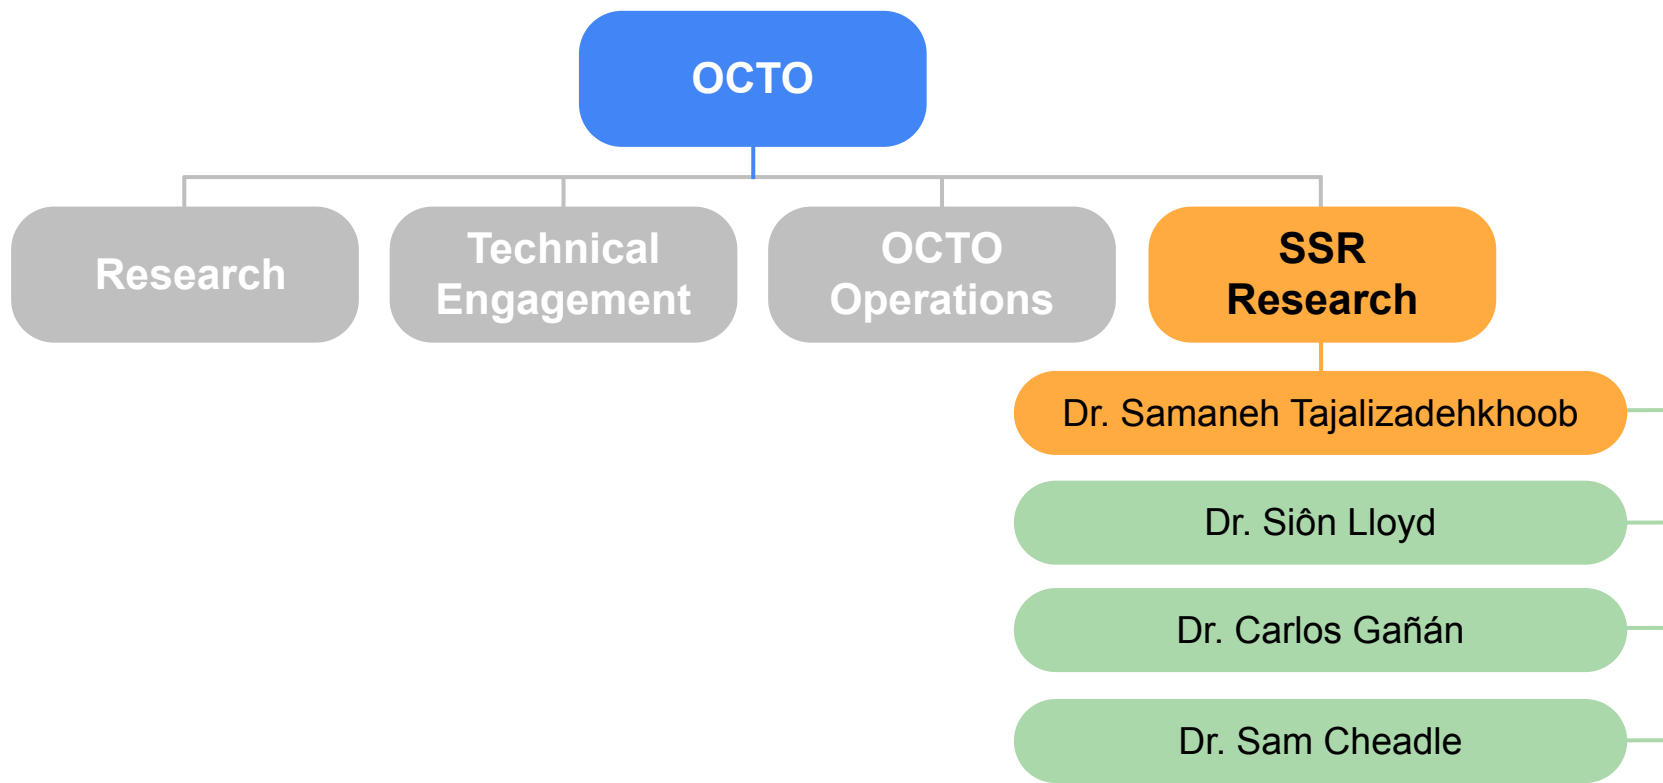 OCTO
Research
Technical
Engagement
OCTO
Operations
SSR
Research
Dr. Samaneh Tajalizadehkhoob
Dr. Siôn Lloyd
Dr. Carlos Gañán
Dr. Sam Cheadle